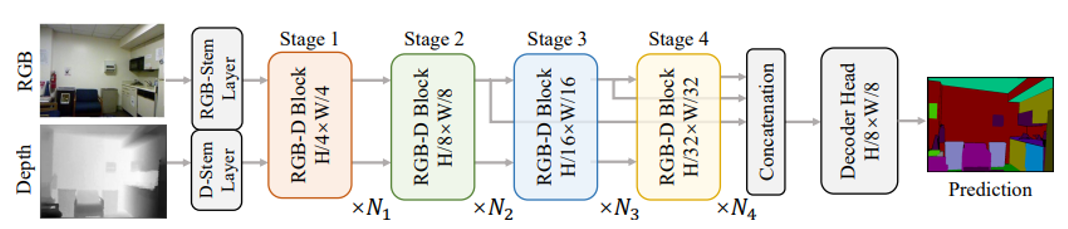 RGB
Depth
RGB-Stem
Layer
D-Stem
Layer
Stage 1
RGB-D Block
H/4×W/4
×N₁
Stage 2
RGB-D Block
H/8×W/8
×N₂
Stage 3
RGB-D Block
H/16×W/16
×N₃
Stage 4
RGB-D Block
H/32×W/32
×N₄
Concatenation
Decoder Head
H/8×W/8
Prediction